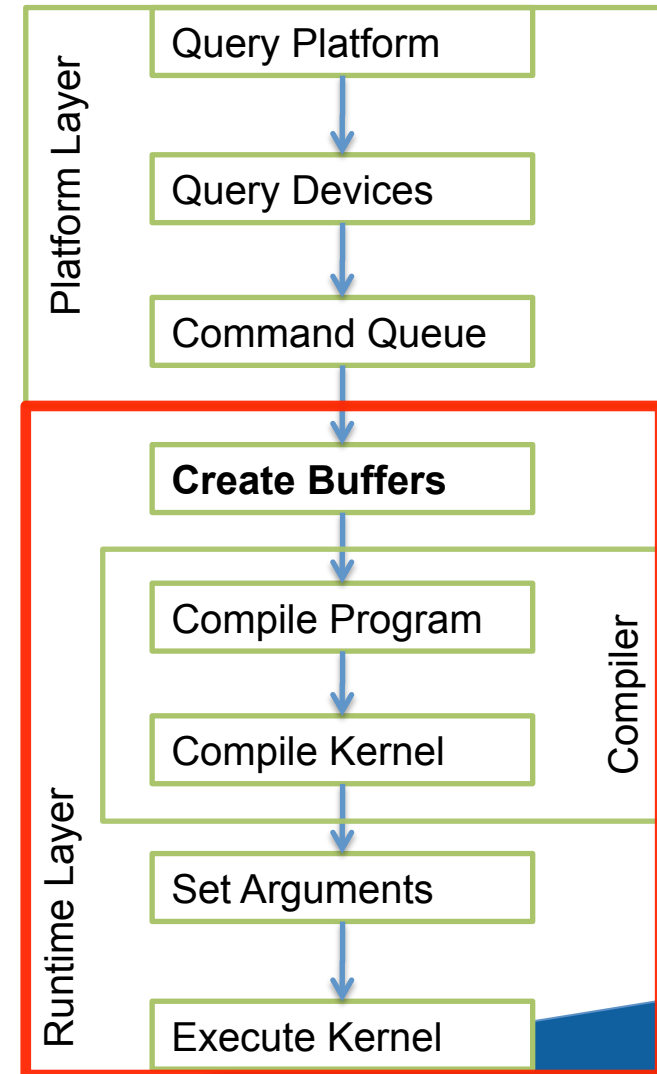 Platform Layer
Query Platform
Query Devices
Command Queue
Runtime Layer
Create Buffers
Compiler
Compile Program
Compile Kernel
Set Arguments
Execute Kernel